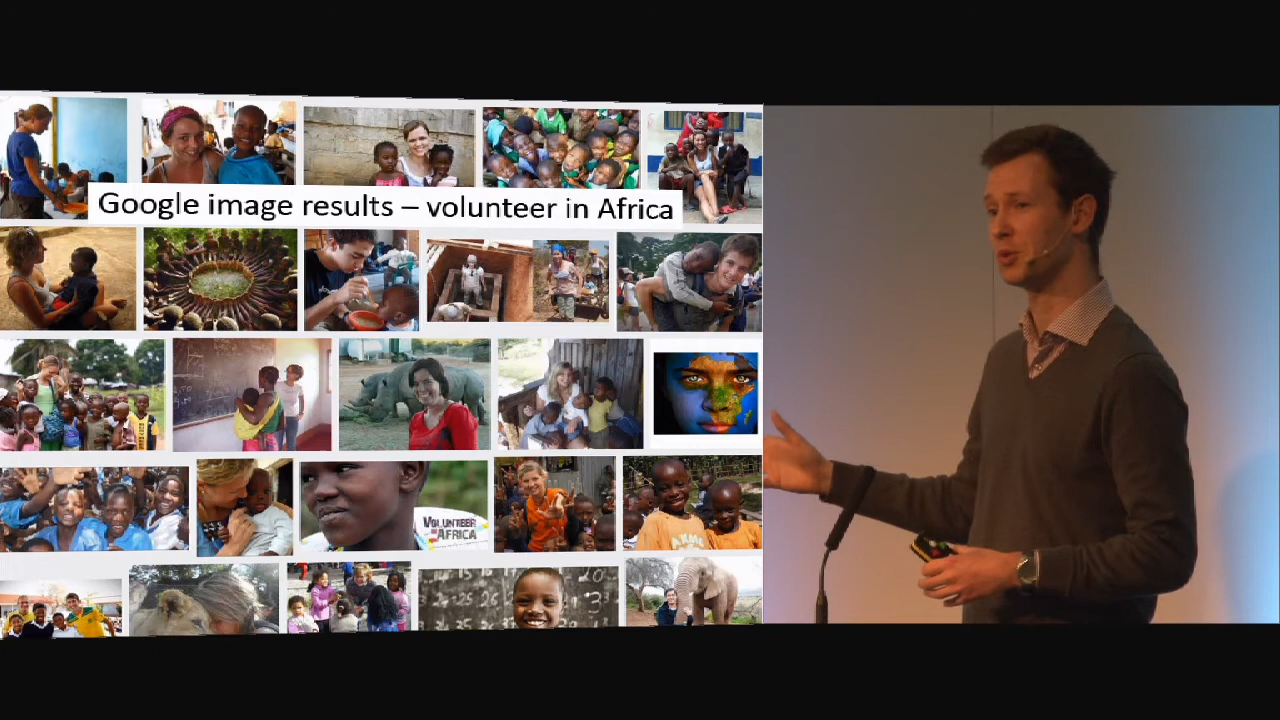 Google image results – volunteer in Africa
VOLUNTEER
IN AFRICA